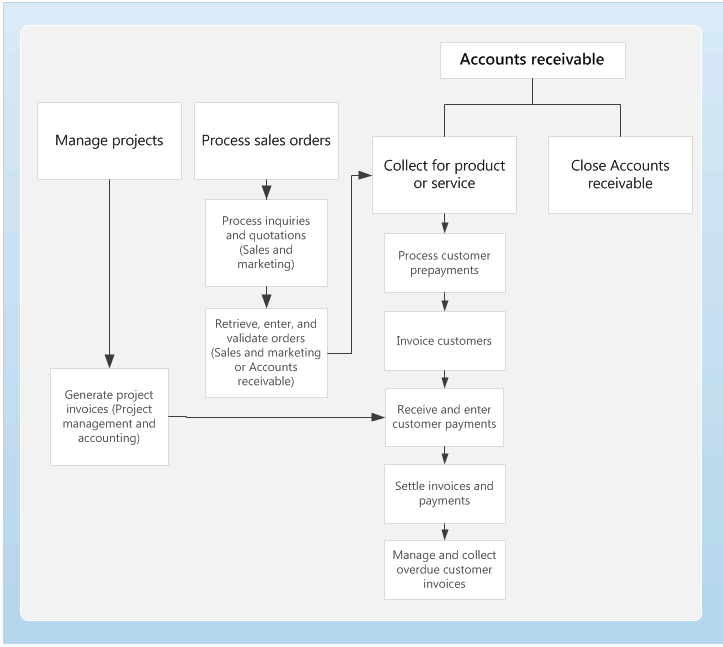 Accounts receivable
Manage projects
Process sales orders
Collect for product
or service
Close Accounts
receivable
Process inquiries
and quotations
(Sales and
marketing)
Process customer
prepayments
Retrieve, enter, and
validate orders
(Sales and marketing
or Accounts
receivable)
Invoice customers
Generate project
invoices (Project
management and
accounting)
Receive and enter
customer payments
Settle invoices and
payments
Manage and collect
overdue customer
invoices